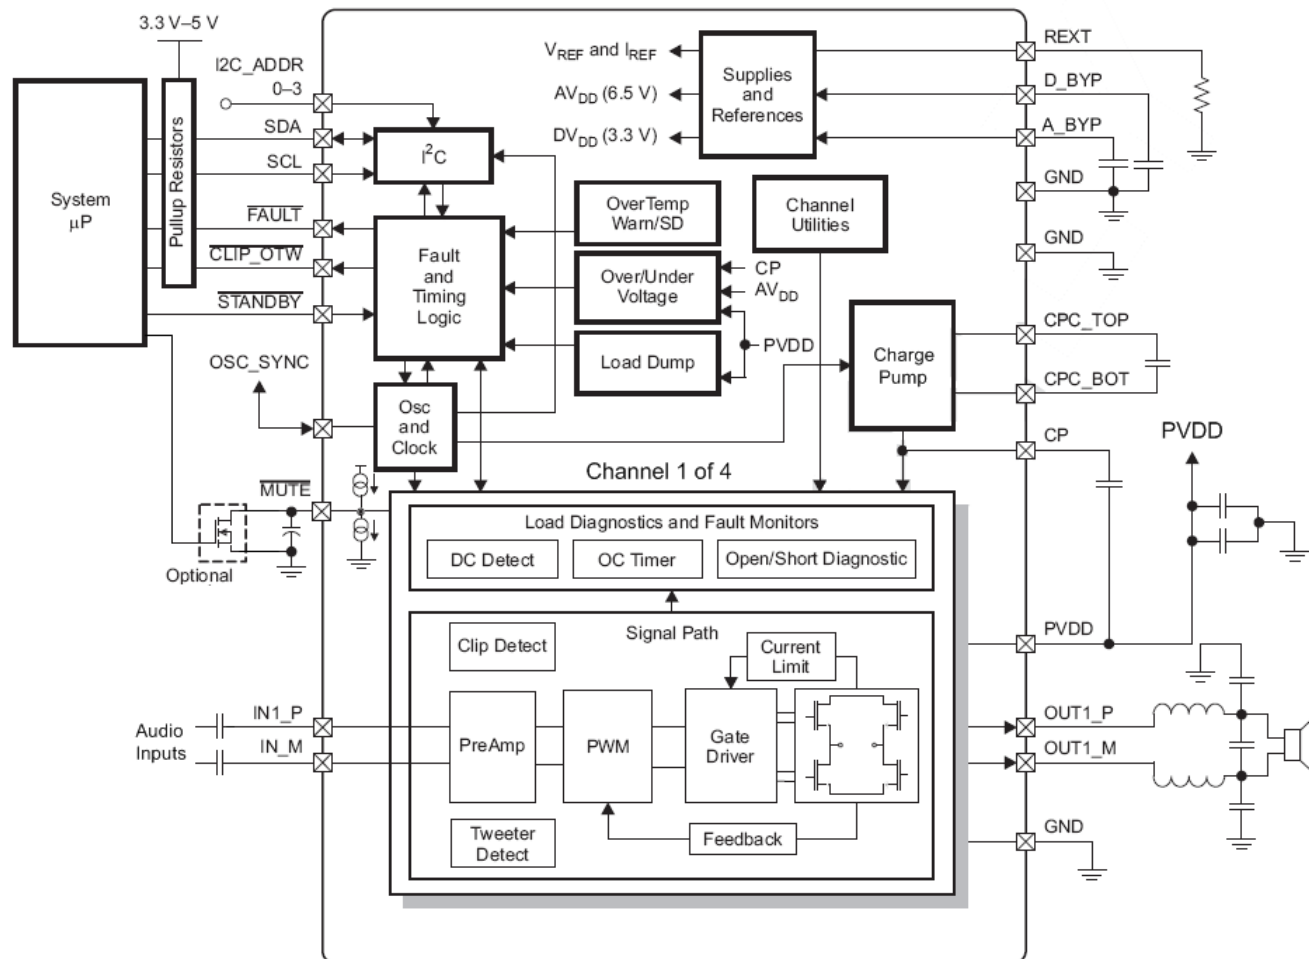 3.3 V–5 V
System
µP
Pullup Resistors
I2C_ADDR
0–3
SDA
SCL
FAULT
CLIP_OTW
STANDBY
OSC_SYNC
MUTE
Optional
Audio
Inputs
IN1_P
IN_M
I²C
Fault
and
Timing
Logic
Osc
and
Clock
VREF and IREF
AVDD (6.5 V)
DVDD (3.3 V)
Supplies
and
References
OverTemp
Warn/SD
Over/Under
Voltage
Load Dump
CP
AVDD
PVDD
Channel
Utilities
Charge
Pump
Channel 1 of 4
Load Diagnostics and Fault Monitors
DC Detect
OC Timer
Open/Short Diagnostic
Signal Path
Clip Detect
Current
Limit
PreAmp
PWM
Gate
Driver
Tweeter
Detect
Feedback
REXT
D_BYP
A_BYP
GND
GND
CPC_TOP
CPC_BOT
CP
PVDD
PVDD
OUT1_P
OUT1_M
GND